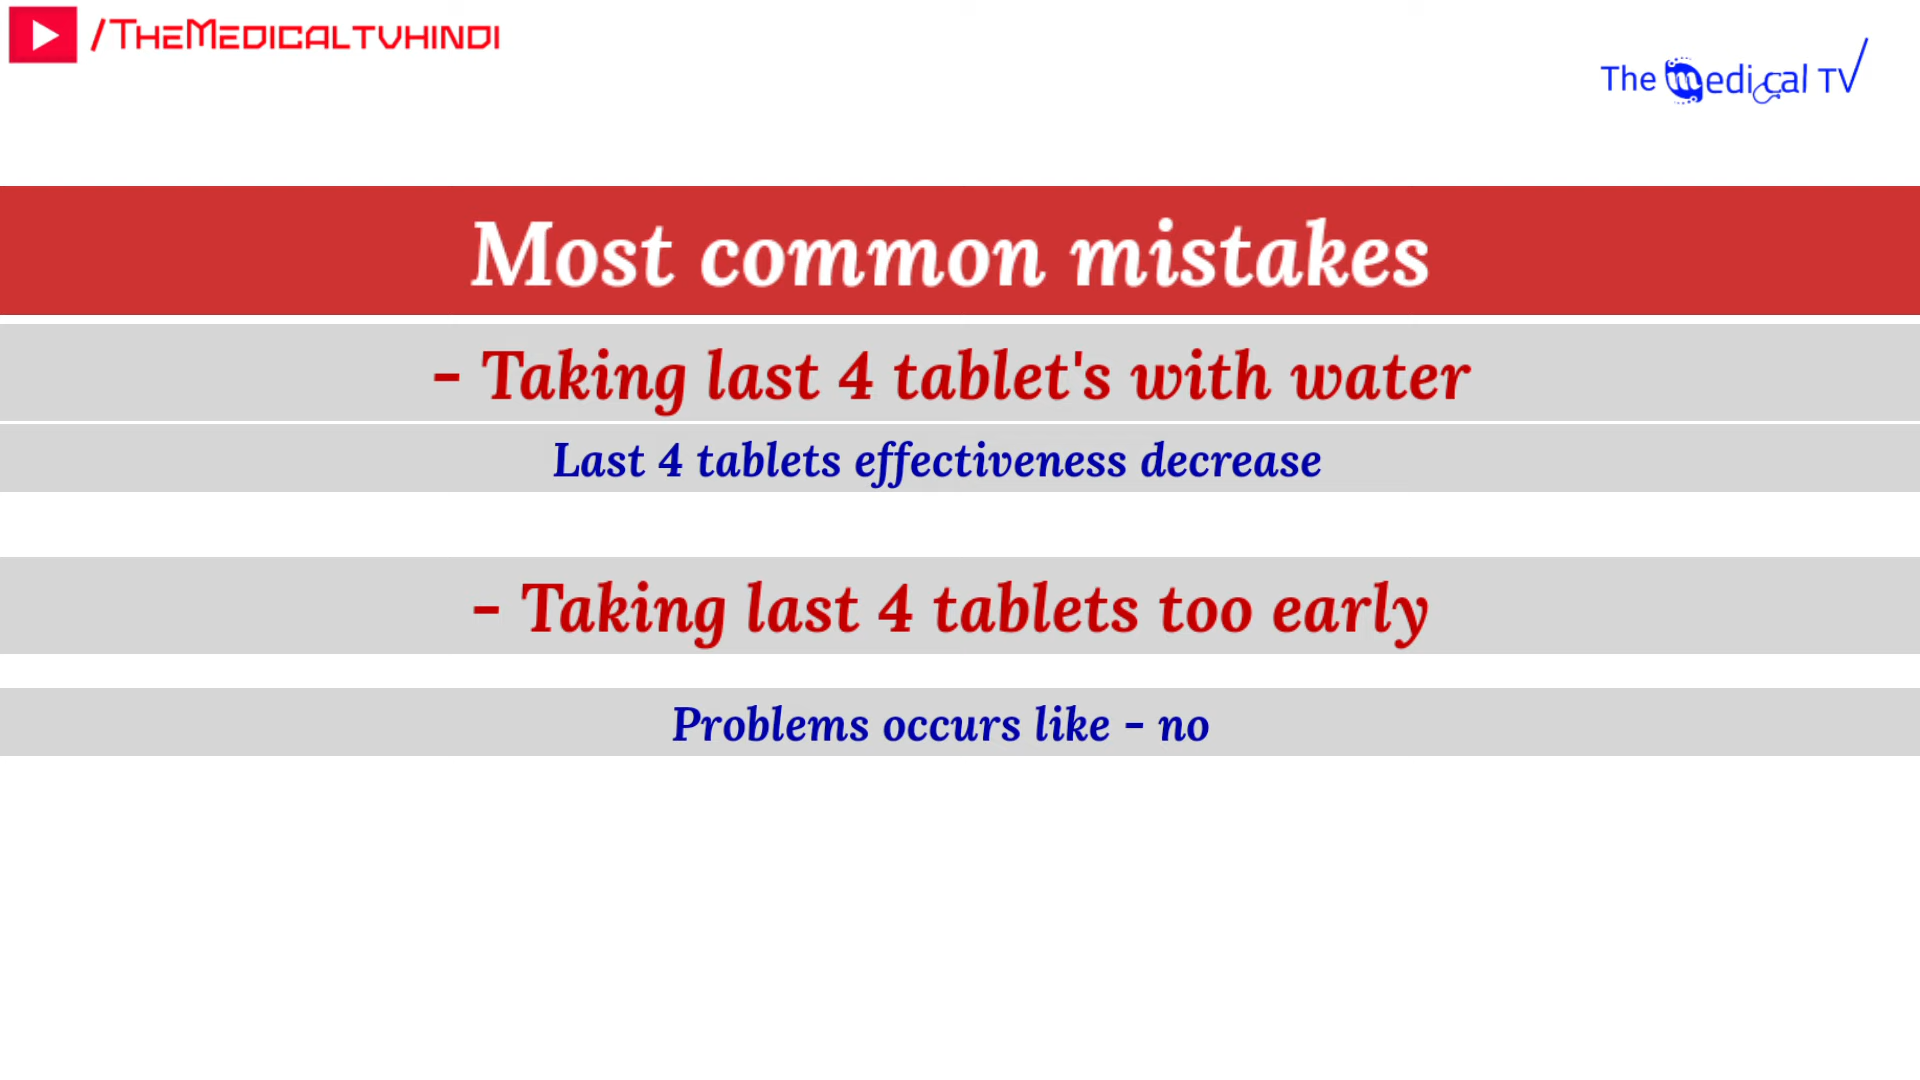 /TheMedicaltvhindi
The Medical TV
Most common mistakes
- Taking last 4 tablet's with water
Last 4 tablets effectiveness decrease
- Taking last 4 tablets too early
Problems occurs like - no